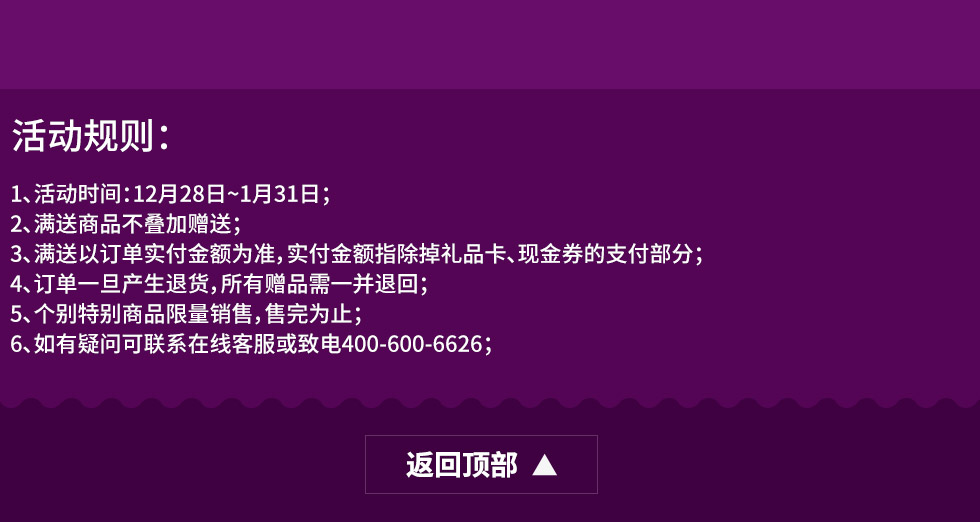 活动规则：
1、活动时间：12月28日~1月31日；
2、满送商品不叠加赠送；
3、满送以订单实付金额为准，实付金额指除掉礼品卡、现金券的支付部分；
4、订单一旦产生退货，所有赠品需一并退回；
5、个别特别商品限量销售，售完为止；
6、如有疑问可联系在线客服或致电400-600-6626；
返回顶部 ▲